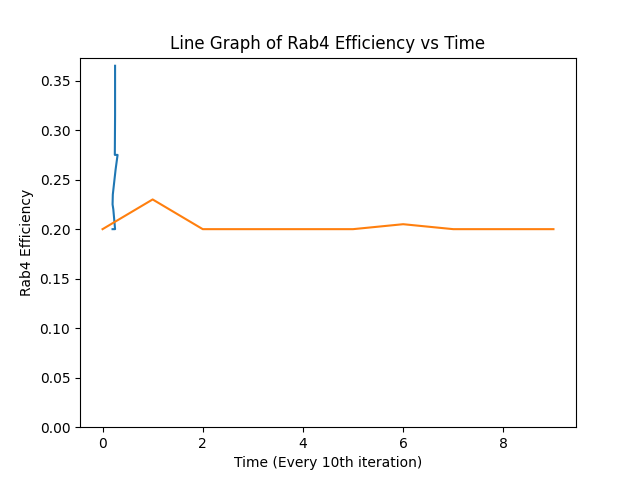 Line Graph of Rab4 Efficiency vs Time
0.35
0.30
0.25
0.20
0.15
0.10
0.05
0.00
Rab4 Efficiency
0 2 4 6 8
Time (Every 10th iteration)